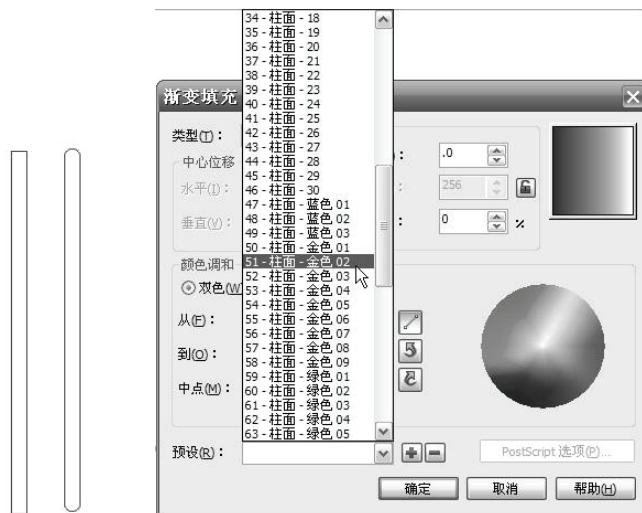 34 - 柱面 - 18
35 - 柱面 - 19
36 - 柱面 - 20
37 - 柱面 - 21
38 - 柱面 - 22
39 - 柱面 - 23
40 - 柱面 - 24
41 - 柱面 - 25
42 - 柱面 - 26
43 - 柱面 - 27
44 - 柱面 - 28
45 - 柱面 - 29
46 - 柱面 - 30
47 - 柱面 - 蓝色 01
48 - 柱面 - 蓝色 02
49 - 柱面 - 蓝色 03
50 - 柱面 - 金色 01
51 - 柱面 - 金色 02
52 - 柱面 - 金色 03
53 - 柱面 - 金色 04
54 - 柱面 - 金色 05
55 - 柱面 - 金色 06
56 - 柱面 - 金色 07
57 - 柱面 - 金色 08
58 - 柱面 - 金色 09
59 - 柱面 - 绿色 01
60 - 柱面 - 绿色 02
61 - 柱面 - 绿色 03
62 - 柱面 - 绿色 04
63 - 柱面 - 绿色 05
渐变填充
类型(T):
中心位移
水平(I):
垂直(V):
: .0
: 256
: 0 %
颜色调和
双色(W
从(F):
到(O):
中点(M):
预设(R):
PostScript 选项(P)...
确定 取消 帮助(H)